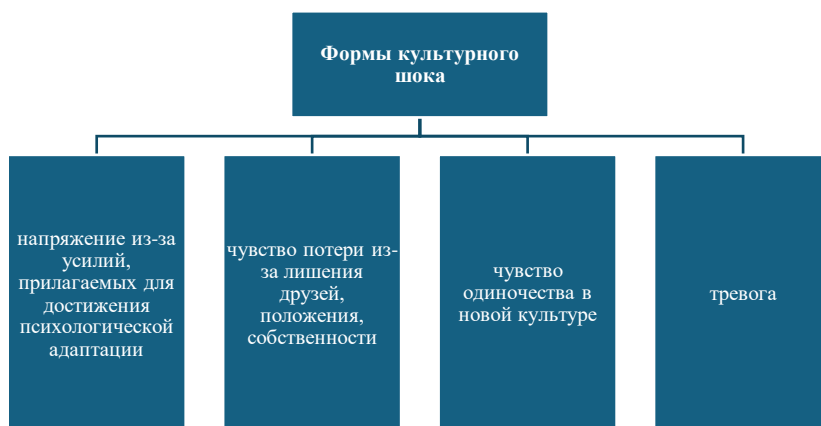 Формы культурного
шока
напряжение из-за
усилий,
прилагаемых для
достижения
психологической
адаптации
чувство потери из-
за лишения
друзей,
положения,
собственности
чувство
одиночества в
новой культуре
тревога